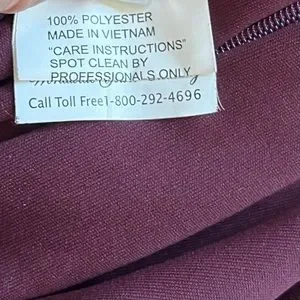 100% POLYESTER
MADE IN VIETNAM
"CARE INSTRUCTIONS"
SPOT CLEAN BY
PROFESSIONALS ONLY
Call Toll Free1-800-292-4696